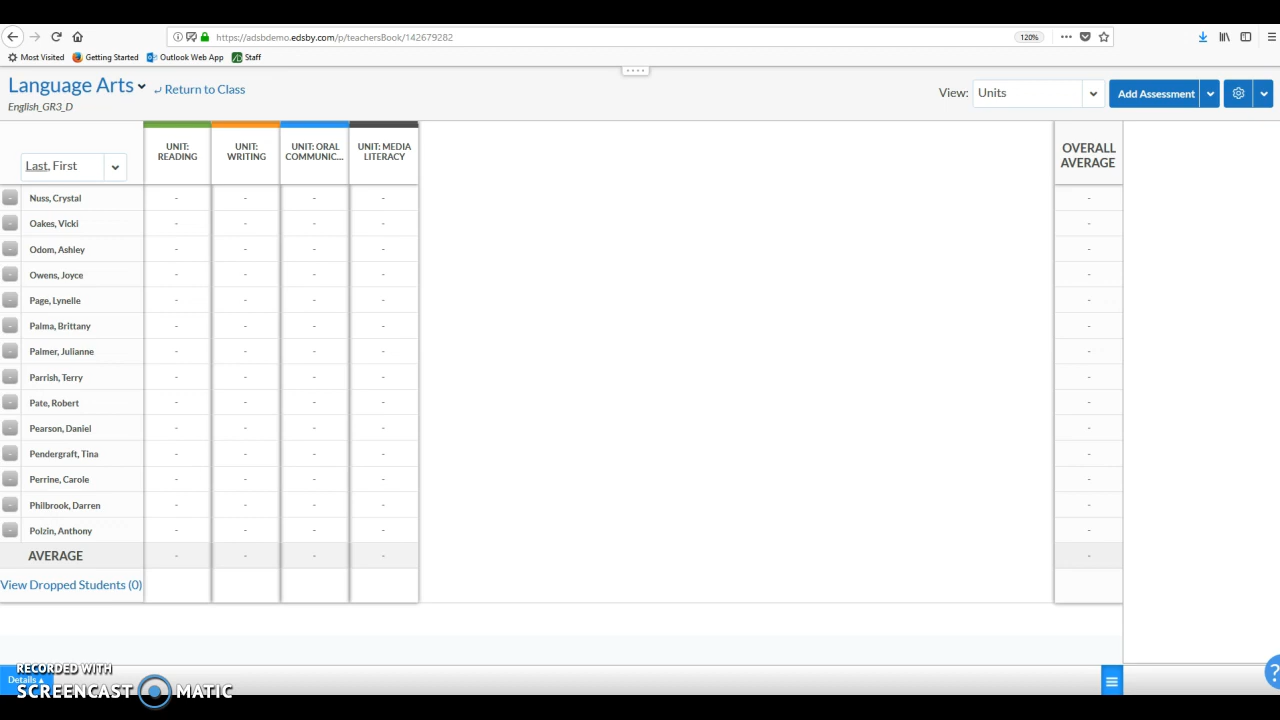 https://adsbdemo.edsby.com/p/teachersBook/142679282
120%
Most Visited Getting Started Outlook Web App Staff
Language Arts Return to Class
English_GR3_D
View: Units Add Assessment
Last, First
UNIT: READING
UNIT: WRITING
UNIT: ORAL COMMUNIC...
UNIT: MEDIA LITERACY
OVERALL AVERAGE
Nuss, Crystal - - - - -
Oakes, Vicki - - - - -
Odom, Ashley - - - - -
Owens, Joyce - - - - -
Page, Lynelle - - - - -
Palma, Brittany - - - - -
Palmer, Julianne - - - - -
Parrish, Terry - - - - -
Pate, Robert - - - - -
Pearson, Daniel - - - - -
Pendergraft, Tina - - - - -
Perrine, Carole - - - - -
Philbrook, Darren - - - - -
Polzin, Anthony - - - - -
AVERAGE - - - - -
View Dropped Students (0)
RECORDED WITH
Details
SCREENCAST MATIC
?